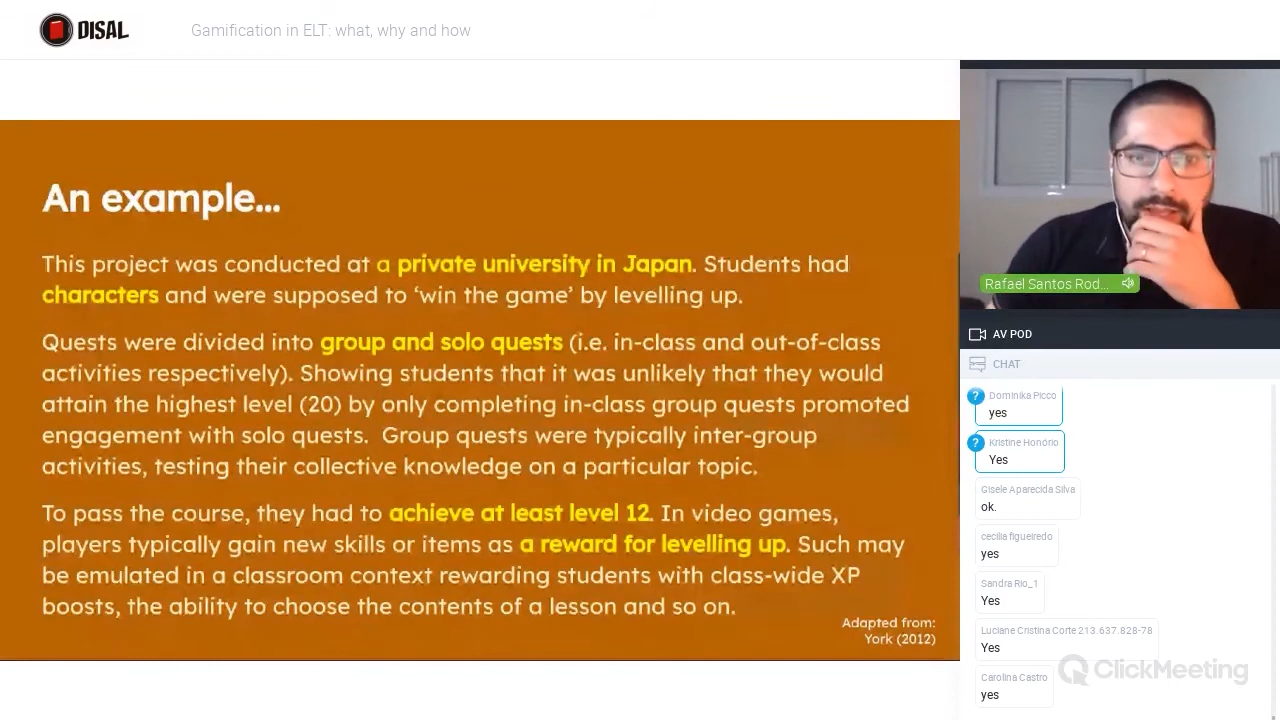 DISAL
Gamification in ELT: what, why and how
An example...
This project was conducted at a private university in Japan. Students had
characters and were supposed to ‘win the game’ by levelling up.
Quests were divided into group and solo quests (i.e. in-class and out-of-class
activities respectively). Showing students that it was unlikely that they would
attain the highest level (20) by only completing in-class group quests promoted
engagement with solo quests.  Group quests were typically inter-group
activities, testing their collective knowledge on a particular topic.
To pass the course, they had to achieve at least level 12. In video games,
players typically gain new skills or items as a reward for levelling up. Such may
be emulated in a classroom context rewarding students with class-wide XP
boosts, the ability to choose the contents of a lesson and so on.
Adapted from:
York (2012)
Rafael Santos Rod...
AV POD
CHAT
? Dominika Picco
yes
? Kristine Honório
Yes
Gisele Aparecida Silva
ok.
cecilia figueiredo
yes
Sandra Rio_1
Yes
Luciane Cristina Corte 213.637.828-78
Yes
Carolina Castro
yes
ClickMeeting